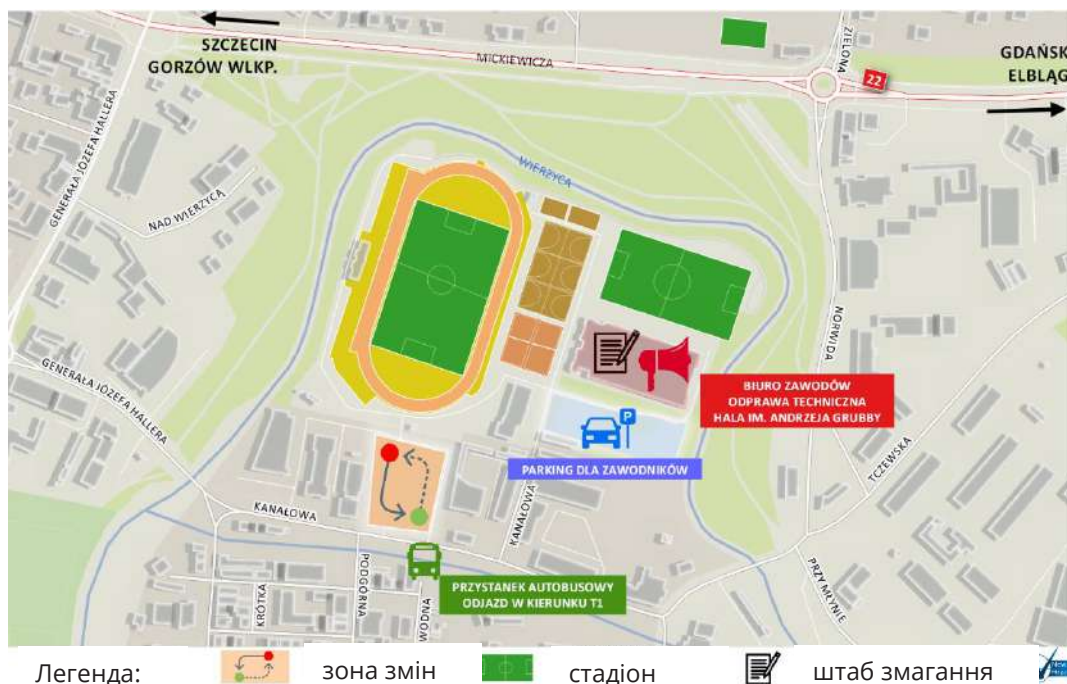 SZCZECIN
GORZÓW WLKP.
MICKIEWICZA
ZIELONA
22
GDAŃSK
ELBLĄG
GENERAŁA JÓZEFA HALLERA
NAD WIERZYCĄ
WIERZYCA
NORWIDA
BIURO ZAWODÓW
ODPRAWA TECHNICZNA
HALA IM. ANDRZEJA GRUBBY
P
PARKING DLA ZAWODNIKÓW
GENERAŁA JÓZEFA HALLERA
TCZEWSKA
KANAŁOWA
KANAŁOWA
PRZYSTANEK AUTOBUSOWY
ODJAZD W KIERUNKU T1
KRÓTKA
PODGÓRNA
WODNA
PRZY MŁYNIE
Легенда:
зона змін
стадіон
штаб змагання